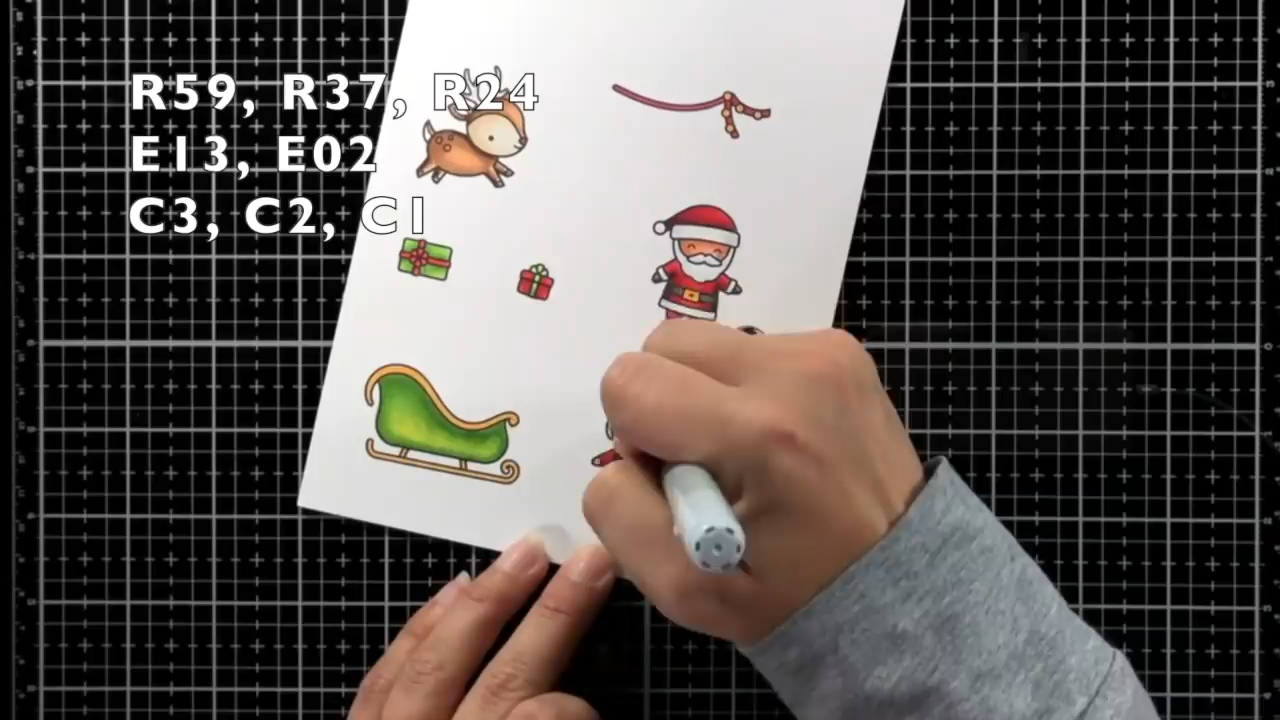 R59, R37, R24
E13, E02
C3, C2, C1